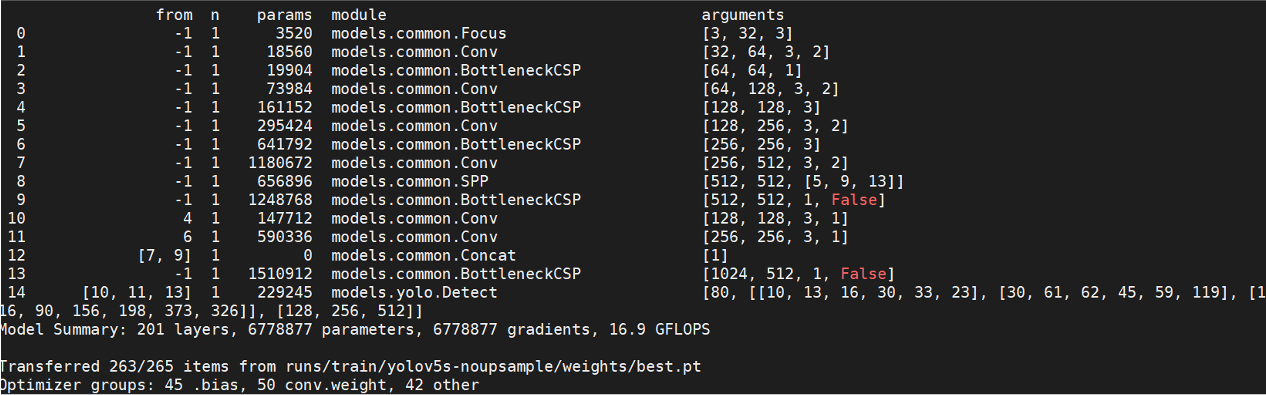 from n params module arguments
0 -1 1 3520 models.common.Focus [3, 32, 3]
1 -1 1 18560 models.common.Conv [32, 64, 3, 2]
2 -1 1 19904 models.common.BottleneckCSP [64, 64, 1]
3 -1 1 73984 models.common.Conv [64, 128, 3, 2]
4 -1 1 161152 models.common.BottleneckCSP [128, 128, 3]
5 -1 1 295424 models.common.Conv [128, 256, 3, 2]
6 -1 1 641792 models.common.BottleneckCSP [256, 256, 3]
7 -1 1 1180672 models.common.Conv [256, 512, 3, 2]
8 -1 1 656896 models.common.SPP [512, 512, [5, 9, 13]]
9 -1 1 1248768 models.common.BottleneckCSP [512, 512, 1, False]
10 4 1 147712 models.common.Conv [128, 128, 3, 1]
11 6 1 590336 models.common.Conv [256, 256, 3, 1]
12 [7, 9] 1 0 models.common.Concat [1]
13 -1 1 1510912 models.common.BottleneckCSP [1024, 512, 1, False]
14 [10, 11, 13] 1 229245 models.yolo.Detect [80, [[10, 13, 16, 30, 33, 23], [30, 61, 62, 45, 59, 119], [1
16, 90, 156, 198, 373, 326]], [128, 256, 512]]
Model Summary: 201 layers, 6778877 parameters, 6778877 gradients, 16.9 GFLOPS
Transferred 263/265 items from runs/train/yolov5s-noupsample/weights/best.pt
Optimizer groups: 45 .bias, 50 conv.weight, 42 other